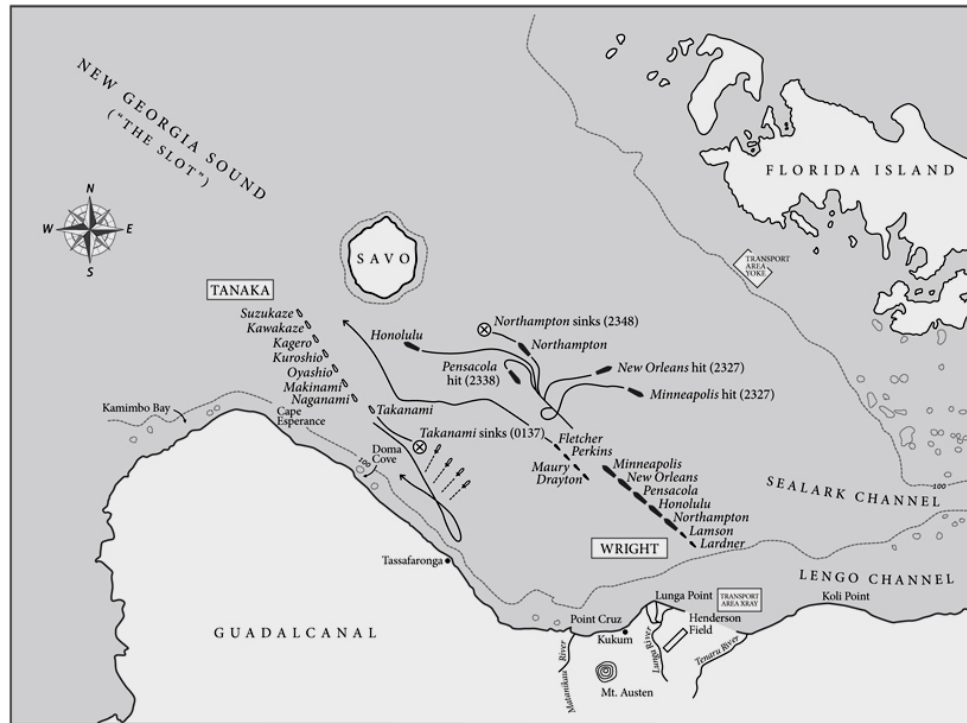 NEW GEORGIA SOUND
("THE SLOT")
N
W
E
S
FLORIDA ISLAND
TRANSPORT
AREA
YOKE
SAVO
TANAKA
Suzukaze
Kawakaze
Kagero
Kuroshio
Oyashio
Makinami
Naganami
Takanami
Takanami sinks (0137)
Honolulu
Northampton sinks (2348)
Northampton
Pensacola
hit (2338)
New Orleans hit (2327)
Minneapolis hit (2327)
Kamimbo Bay
Cape
Esperance
Doma
Cove
100
Fletcher
Perkins
Maury
Drayton
Minneapolis
New Orleans
Pensacola
Honolulu
Northampton
Lamson
Lardner
WRIGHT
SEALARK CHANNEL
100
LENGO CHANNEL
Tassafaronga
GUADALCANAL
Point Cruz
Kukum
Lunga Point
TRANSPORT
AREA XRAY
Koli Point
Henderson
Field
Matanikau River
Lunga River
Tenaru River
Mt. Austen